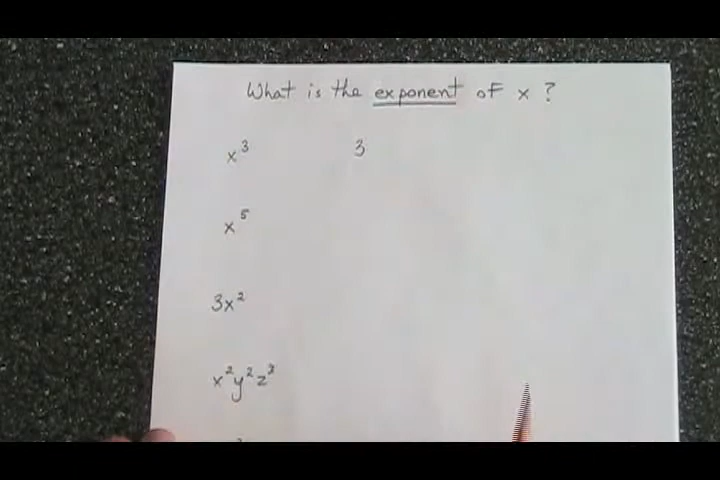 What is the exponent of x ?
x³ 3
x⁵
3x²
x²y²z³